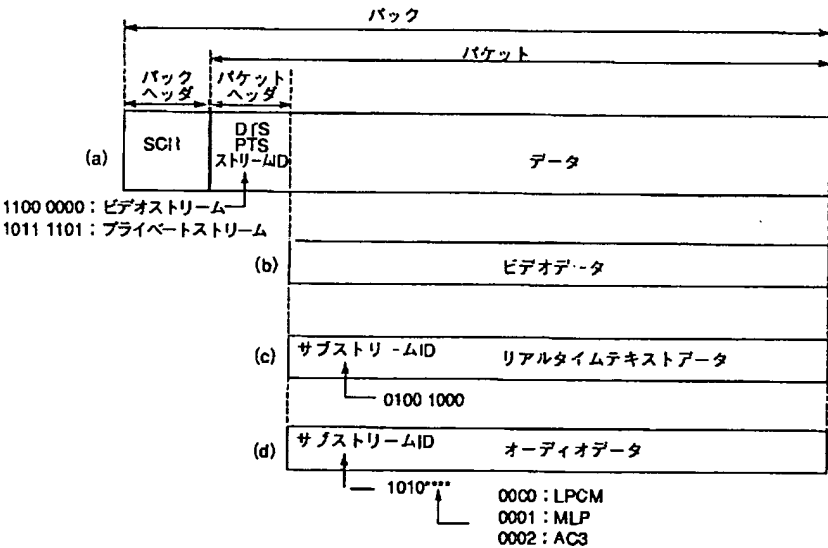 パック
パケット
パック
ヘッダ
パケット
ヘッダ
(a)
SCR
DTS
PTS
ストリームID
データ
1100 0000：ビデオストリーム
1011 1101：プライベートストリーム
(b)
ビデオデータ
(c)
サブストリームID
リアルタイムテキストデータ
0100 1000
(d)
サブストリームID
オーディオデータ
1010****
0000：LPCM
0001：MLP
0002：AC3